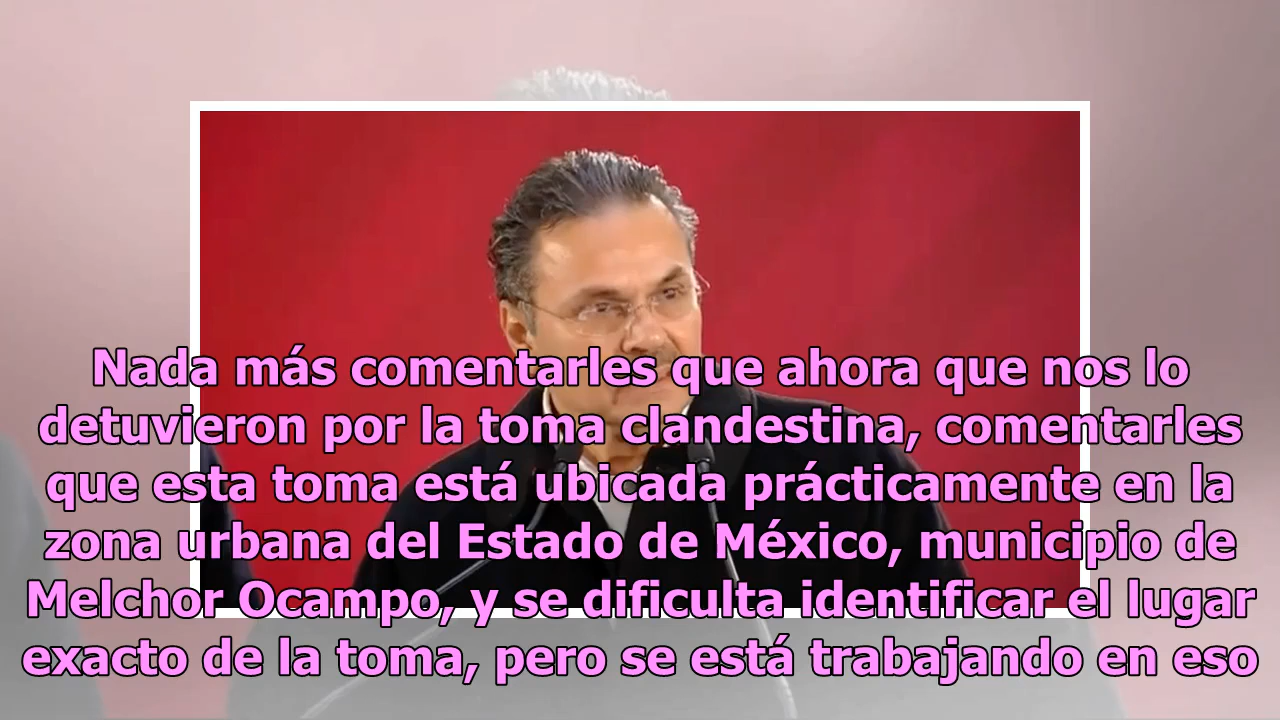 Nada más comentarles que ahora que nos lo
detuvieron por la toma clandestina, comentarles
que esta toma está ubicada prácticamente en la
zona urbana del Estado de México, municipio de
Melchor Ocampo, y se dificulta identificar el lugar
exacto de la toma, pero se está trabajando en eso